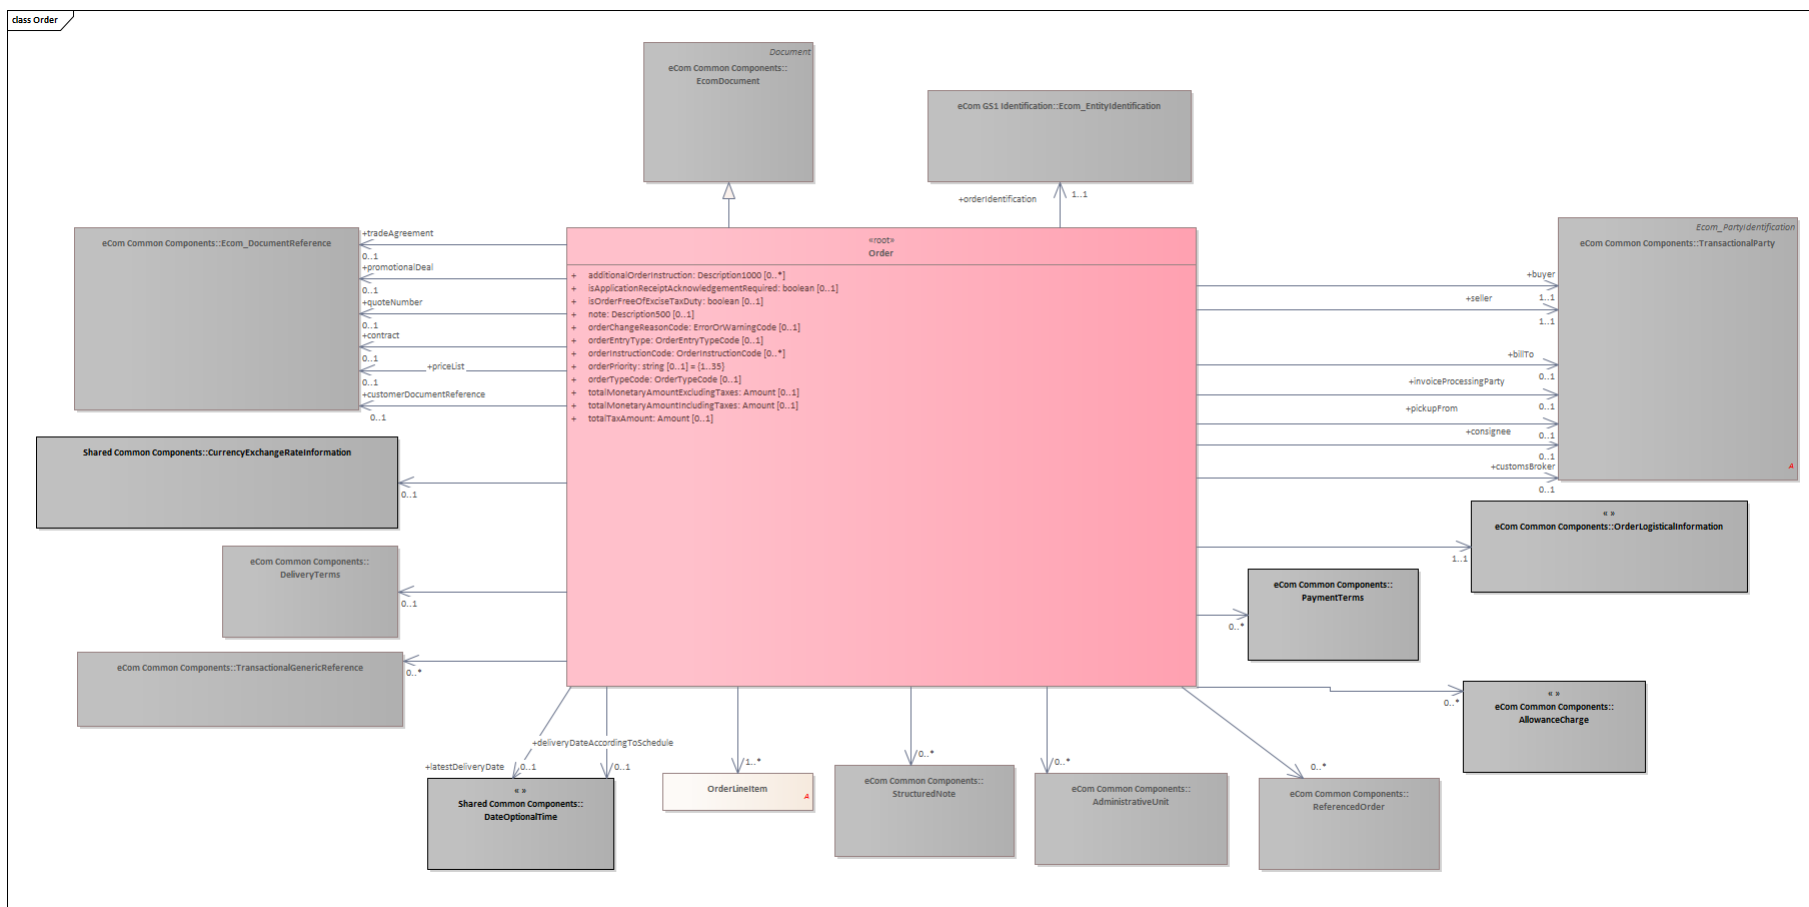 class Order
Document
eCom Common Components::
EcomDocument
eCom GS1 Identification::Ecom_EntityIdentification
+orderIdentification
1..1
eCom Common Components::Ecom_DocumentReference
+tradeAgreement
0..1
+promotionalDeal
0..1
+quoteNumber
0..1
+contract
0..1
+priceList
0..1
+customerDocumentReference
0..1
«root»
Order
+ additionalOrderInstruction: Description1000 [0..*]
+ isApplicationReceiptAcknowledgementRequired: boolean [0..1]
+ isOrderFreeOfExciseTaxDuty: boolean [0..1]
+ note: Description500 [0..1]
+ orderChangeReasonCode: ErrorOrWarningCode [0..1]
+ orderEntryType: OrderEntryTypeCode [0..1]
+ orderInstructionCode: OrderInstructionCode [0..*]
+ orderPriority: string [0..1] = {1..35}
+ orderTypeCode: OrderTypeCode [0..1]
+ totalMonetaryAmountExcludingTaxes: Amount [0..1]
+ totalMonetaryAmountIncludingTaxes: Amount [0..1]
+ totalTaxAmount: Amount [0..1]
Ecom_PartyIdentification
eCom Common Components::TransactionalParty
+buyer
1..1
+seller
1..1
+billTo
0..1
+invoiceProcessingParty
0..1
+pickupFrom
0..1
+consignee
0..1
+customsBroker
0..1
Shared Common Components::CurrencyExchangeRateInformation
0..1
« »
eCom Common Components::OrderLogisticalInformation
1..1
eCom Common Components::
DeliveryTerms
0..1
eCom Common Components::
PaymentTerms
0..*
eCom Common Components::TransactionalGenericReference
0..*
« »
eCom Common Components::
AllowanceCharge
0..*
+deliveryDateAccordingToSchedule
+latestDeliveryDate
0..1
0..1
« »
Shared Common Components::
DateOptionalTime
1..*
OrderLineItem
0..*
eCom Common Components::
StructuredNote
0..*
eCom Common Components::
AdministrativeUnit
0..*
eCom Common Components::
ReferencedOrder